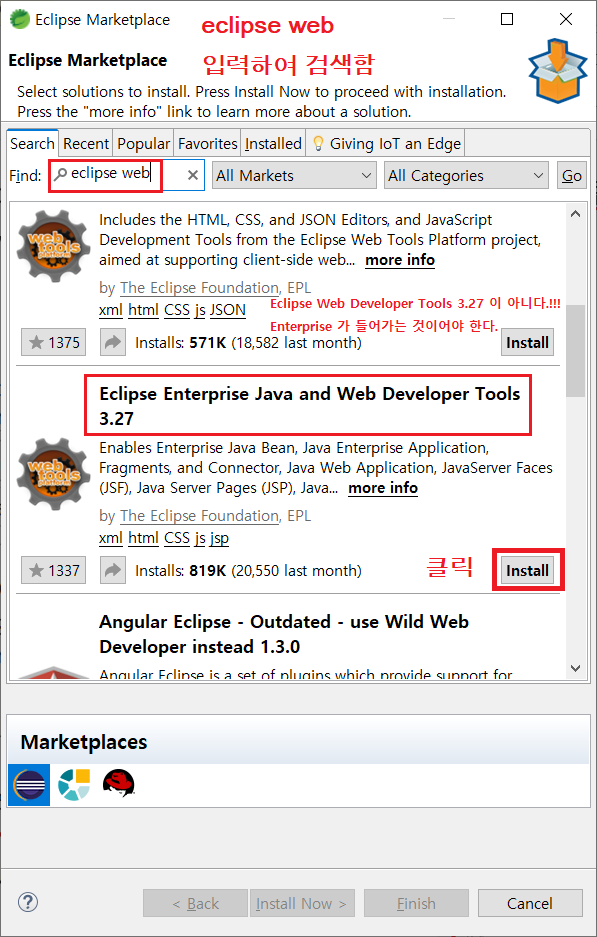 Eclipse Marketplace
eclipse web
Eclipse Marketplace
입력하여 검색함
Select solutions to install. Press Install Now to proceed with installation.
Press the "more info" link to learn more about a solution.
Search Recent Popular Favorites Installed Giving IoT an Edge
Find: eclipse web All Markets All Categories Go
Includes the HTML, CSS, and JSON Editors, and JavaScript
Development Tools from the Eclipse Web Tools Platform project,
aimed at supporting client-side web... more info
web tools
platform
by The Eclipse Foundation, EPL
xml html CSS js JSON
Eclipse Web Developer Tools 3.27 이 아니다.!!!
Enterprise 가 들어가는 것이어야 한다.
1375 Installs: 571K (18,582 last month) Install
Eclipse Enterprise Java and Web Developer Tools
3.27
Enables Enterprise Java Bean, Java Enterprise Application,
Fragments, and Connector, Java Web Application, JavaServer Faces
(JSF), Java Server Pages (JSP), Java... more info
web tools
platform
by The Eclipse Foundation, EPL
xml html CSS js jsp
1337 Installs: 819K (20,550 last month) 클릭 Install
Angular Eclipse - Outdated - use Wild Web
Developer instead 1.3.0
Angular Eclipse is a set of plugins which provide support for
Marketplaces
? < Back Install Now > Finish Cancel